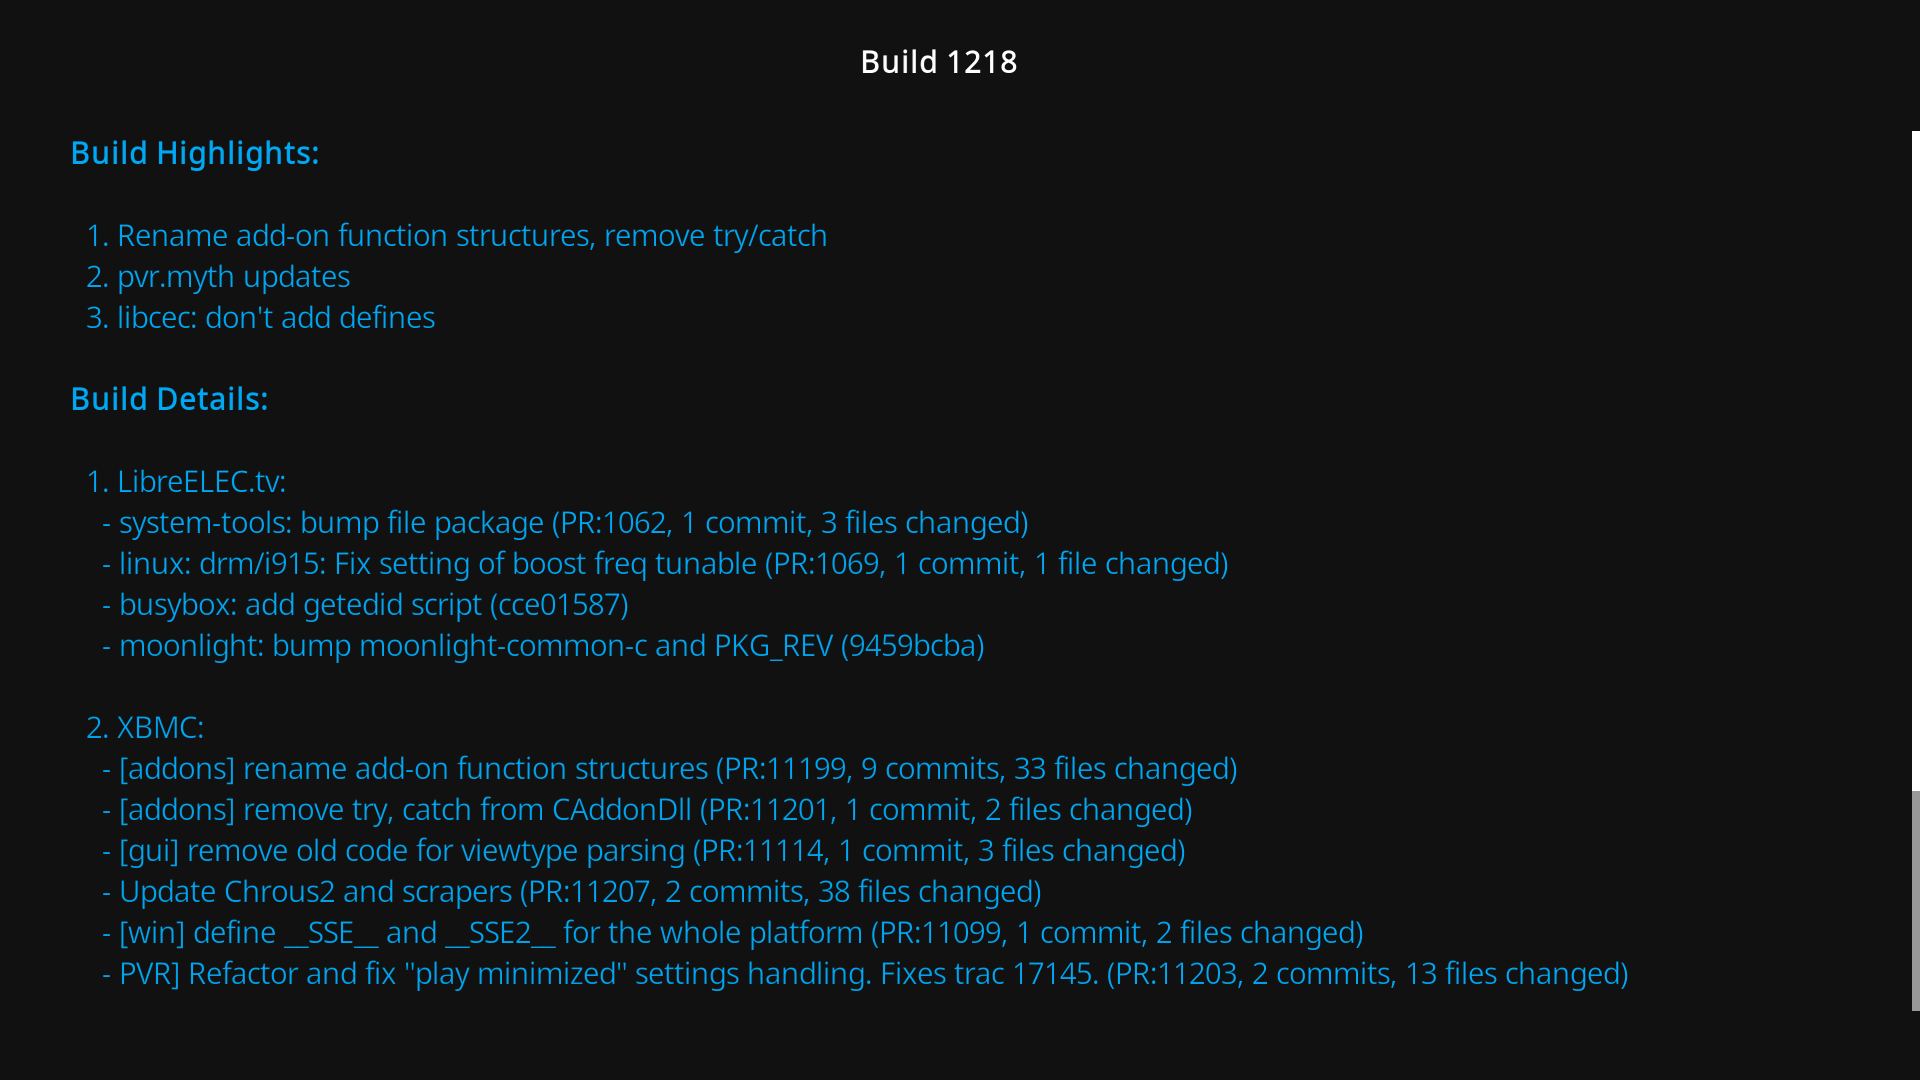 Build 1218
Build Highlights:
1. Rename add-on function structures, remove try/catch
2. pvr.myth updates
3. libcec: don't add defines
Build Details:
1. LibreELEC.tv:
- system-tools: bump file package (PR:1062, 1 commit, 3 files changed)
- linux: drm/i915: Fix setting of boost freq tunable (PR:1069, 1 commit, 1 file changed)
- busybox: add getedid script (cce01587)
- moonlight: bump moonlight-common-c and PKG_REV (9459bcba)
2. XBMC:
- [addons] rename add-on function structures (PR:11199, 9 commits, 33 files changed)
- [addons] remove try, catch from CAddonDll (PR:11201, 1 commit, 2 files changed)
- [gui] remove old code for viewtype parsing (PR:11114, 1 commit, 3 files changed)
- Update Chrous2 and scrapers (PR:11207, 2 commits, 38 files changed)
- [win] define __SSE__ and __SSE2__ for the whole platform (PR:11099, 1 commit, 2 files changed)
- PVR] Refactor and fix "play minimized" settings handling. Fixes trac 17145. (PR:11203, 2 commits, 13 files changed)